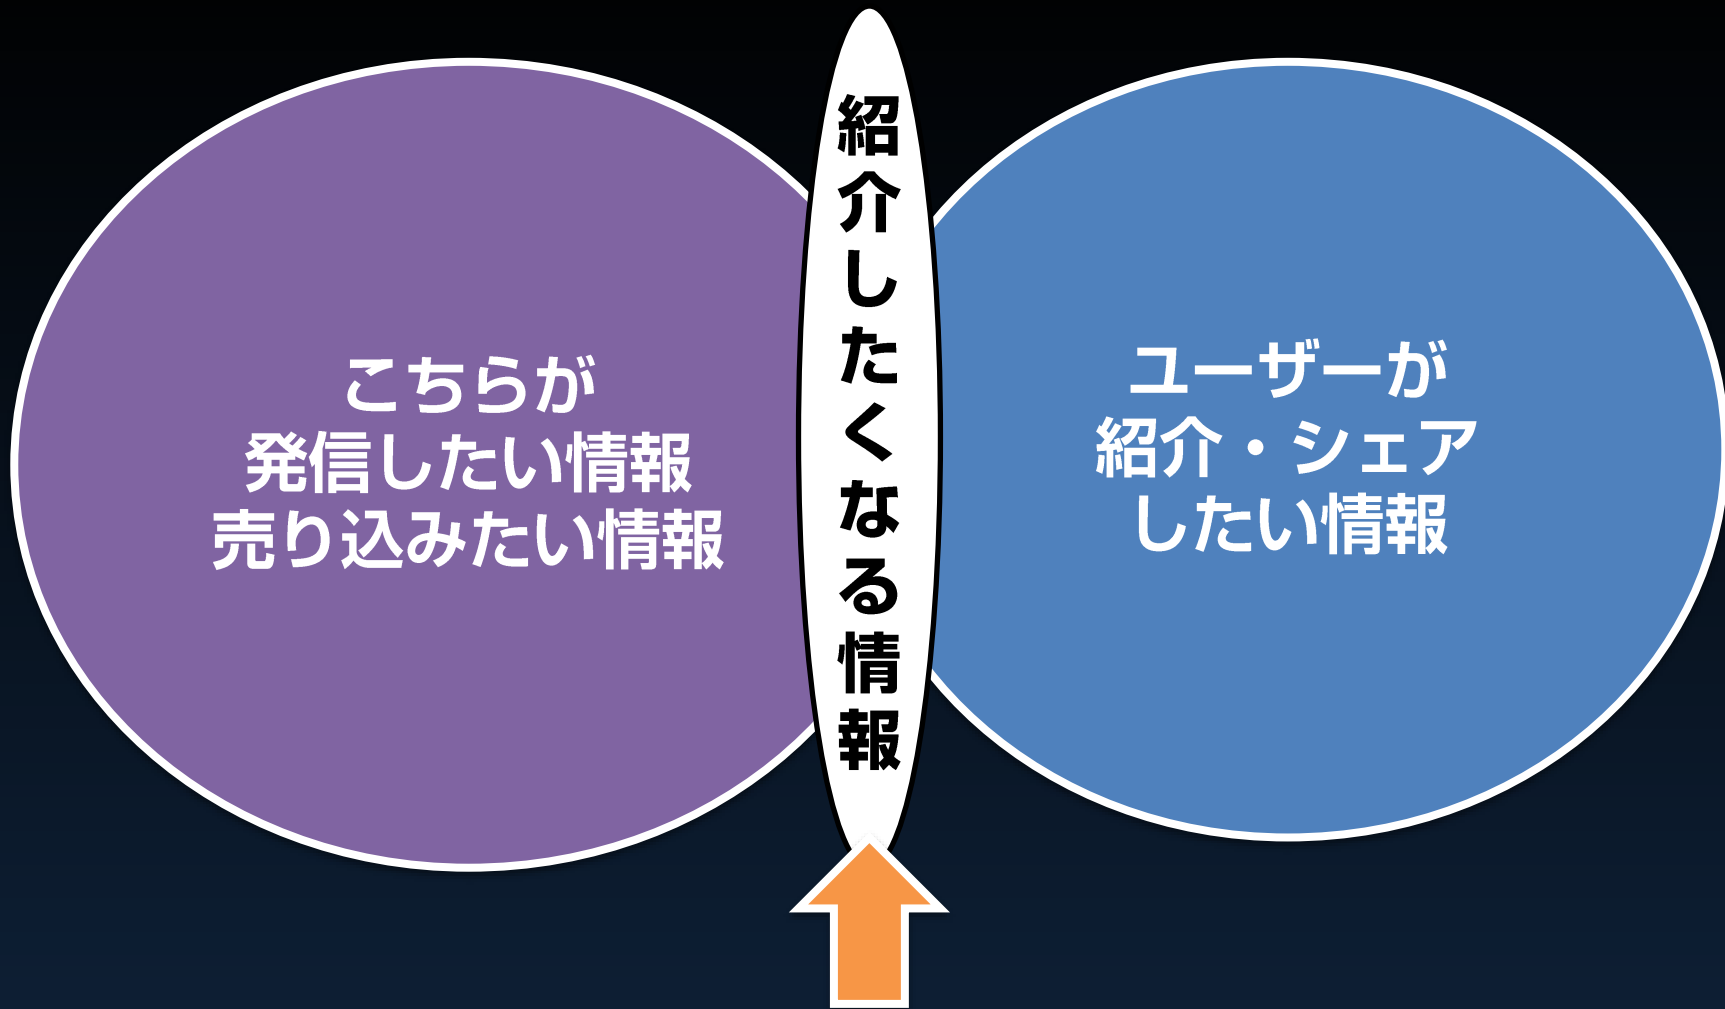 こちらが
発信したい情報
売り込みたい情報
紹介したくなる情報
ユーザーが
紹介・シェア
したい情報